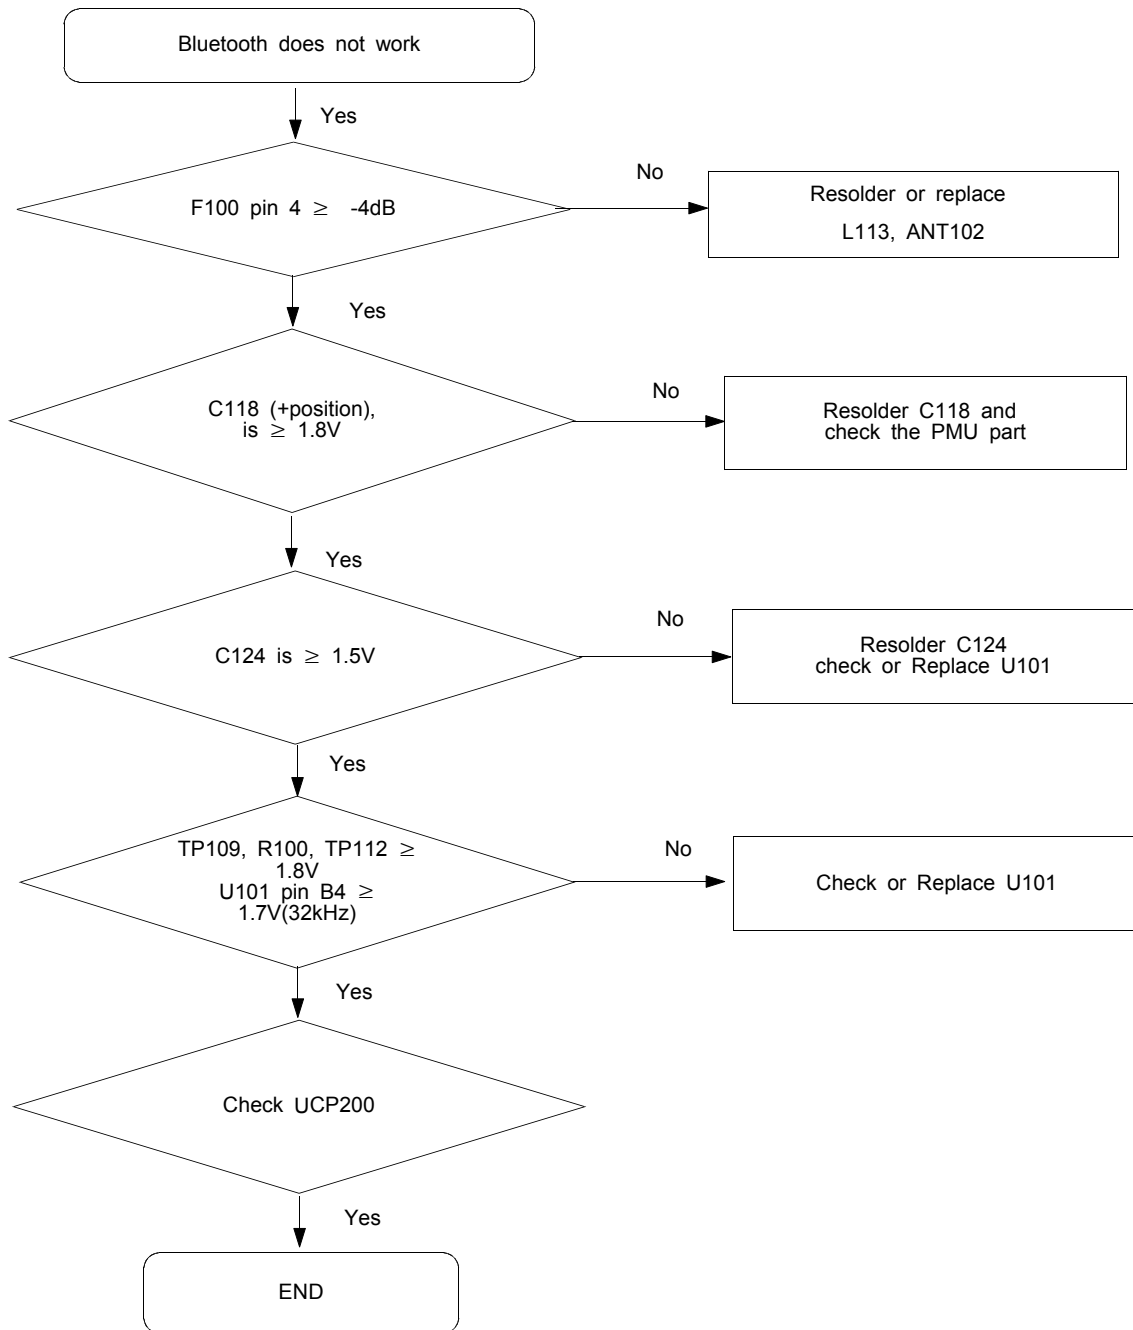 Bluetooth does not work
Yes
F100 pin 4 ≥ -4dB
No
Resolder or replace
L113, ANT102
Yes
C118 (+position),
is ≥ 1.8V
No
Resolder C118 and
check the PMU part
Yes
C124 is ≥ 1.5V
No
Resolder C124
check or Replace U101
Yes
TP109, R100, TP112 ≥
1.8V
U101 pin B4 ≥
1.7V(32kHz)
No
Check or Replace U101
Yes
Check UCP200
Yes
END